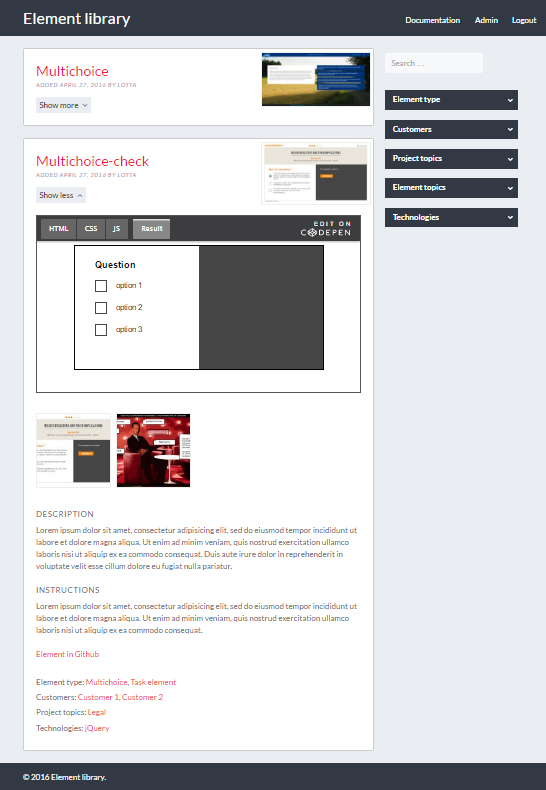 Element library
Documentation
Admin
Logout
Multichoice
ADDED APRIL 27, 2016 BY LOTTA
Show more
Multichoice-check
ADDED APRIL 27, 2016 BY LOTTA
Show less
HTML
CSS
JS
Result
EDIT ON
CODEPEN
Question
option 1
option 2
option 3
DESCRIPTION
Lorem ipsum dolor sit amet, consectetur adipisicing elit, sed do eiusmod tempor incididunt ut
labore et dolore magna aliqua. Ut enim ad minim veniam, quis nostrud exercitation ullamco
laboris nisi ut aliquip ex ea commodo consequat. Duis aute irure dolor in reprehenderit in
voluptate velit esse cillum dolore eu fugiat nulla pariatur.
INSTRUCTIONS
Lorem ipsum dolor sit amet, consectetur adipisicing elit, sed do eiusmod tempor incididunt ut
labore et dolore magna aliqua. Ut enim ad minim veniam, quis nostrud exercitation ullamco
laboris nisi ut aliquip ex ea commodo consequat.
Element in Github
Element type: Multichoice, Task element
Customers: Customer 1, Customer 2
Project topics: Legal
Technologies: jQuery
Search ...
Element type
Customers
Project topics
Element topics
Technologies
© 2016 Element library.